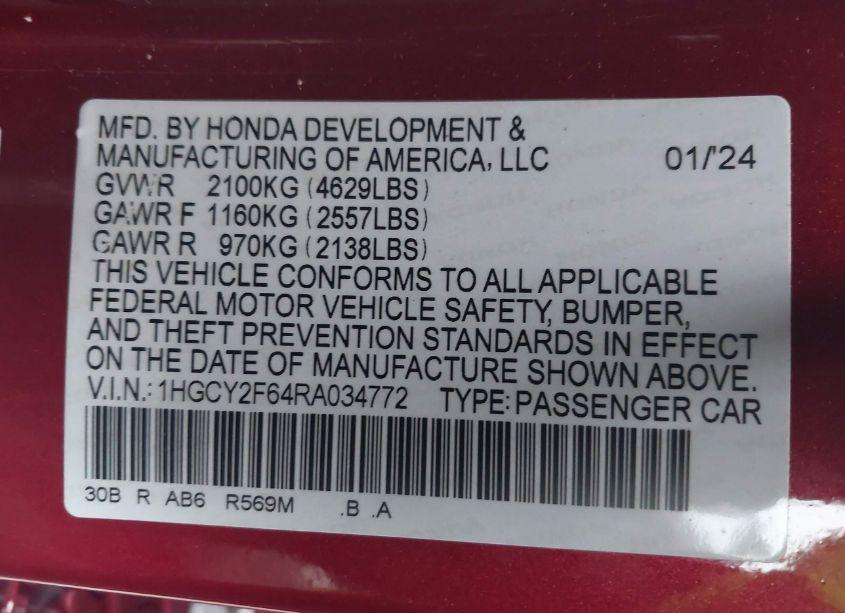 MFD. BY HONDA DEVELOPMENT &
MANUFACTURING OF AMERICA, LLC 01/'24
GVWR 2100KG (4629LBS)
GAWR F 1160KG (2557LBS)
GAWR R 970KG (2138LBS)
THIS VEHICLE CONFORMS TO ALL APPLICABLE
FEDERAL MOTOR VEHICLE SAFETY, BUMPER,
AND THEFT PREVENTION STANDARDS IN EFFECT
ON THE DATE OF MANUFACTURE SHOWN ABOVE.
V.I.N.: 1HGCY2F64RA034772 TYPE: PASSENGER CAR
30B R AB6 R569M .B .A